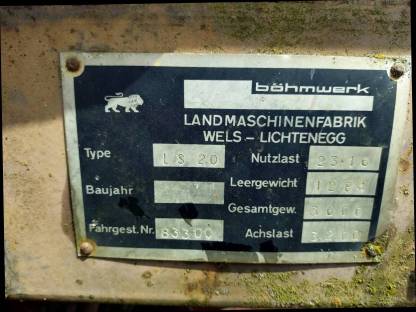 böhmwerk
LANDMASCHINENFABRIK
WELS – LICHTENEGG
Type LS 20 Nutzlast
Baujahr Leergewicht
Gesamtgew.
Fahrgest. Nr. 83300 Achslast